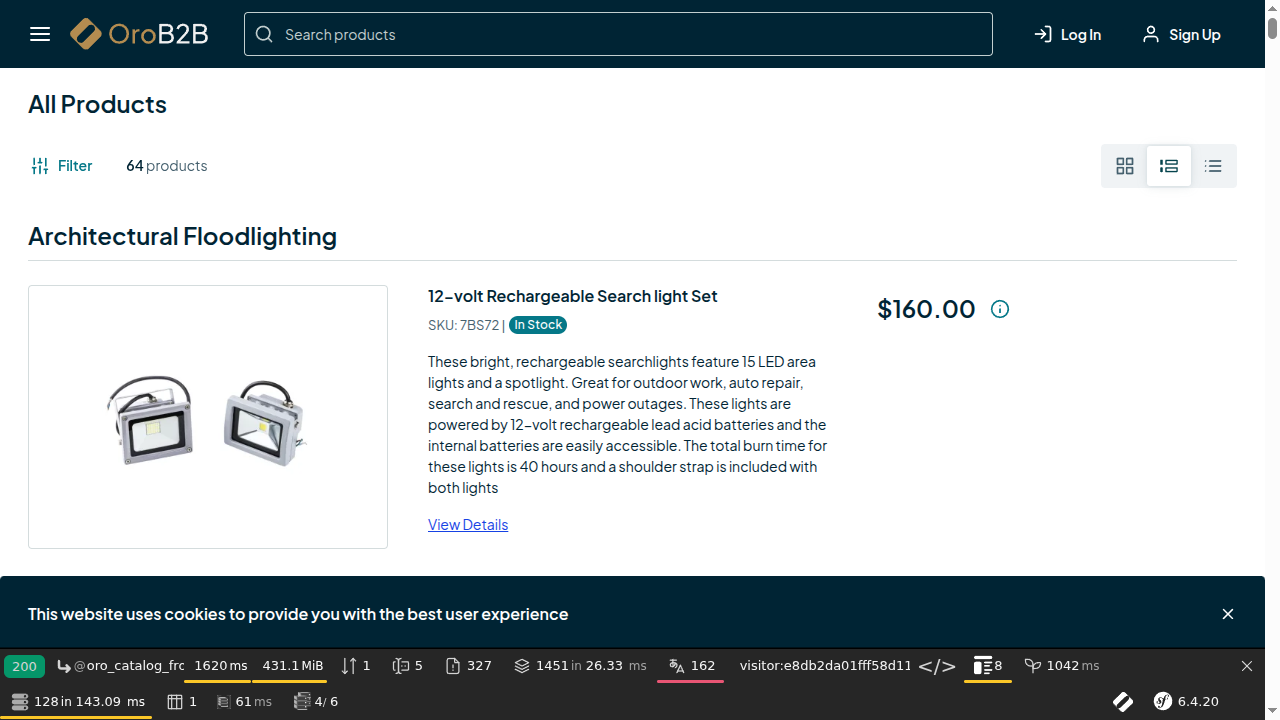 OroB2B
Search products
Log In
Sign Up
All Products
Filter
64 products
Architectural Floodlighting
12-volt Rechargeable Search light Set
$160.00
SKU: 7BS72 | In Stock
These bright, rechargeable searchlights feature 15 LED area
lights and a spotlight. Great for outdoor work, auto repair,
search and rescue, and power outages. These lights are
powered by 12-volt rechargeable lead acid batteries and the
internal batteries are easily accessible. The total burn time for
these lights is 40 hours and a shoulder strap is included with
both lights
View Details
This website uses cookies to provide you with the best user experience
200 @oro_catalog_frc 1620 ms 431.1 MiB 1 5 327 1451 in 26.33 ms 162 visitor:e8db2da01fff58d11 </> 8 1042 ms
128 in 143.09 ms 1 61 ms 4 / 6 sf 6.4.20